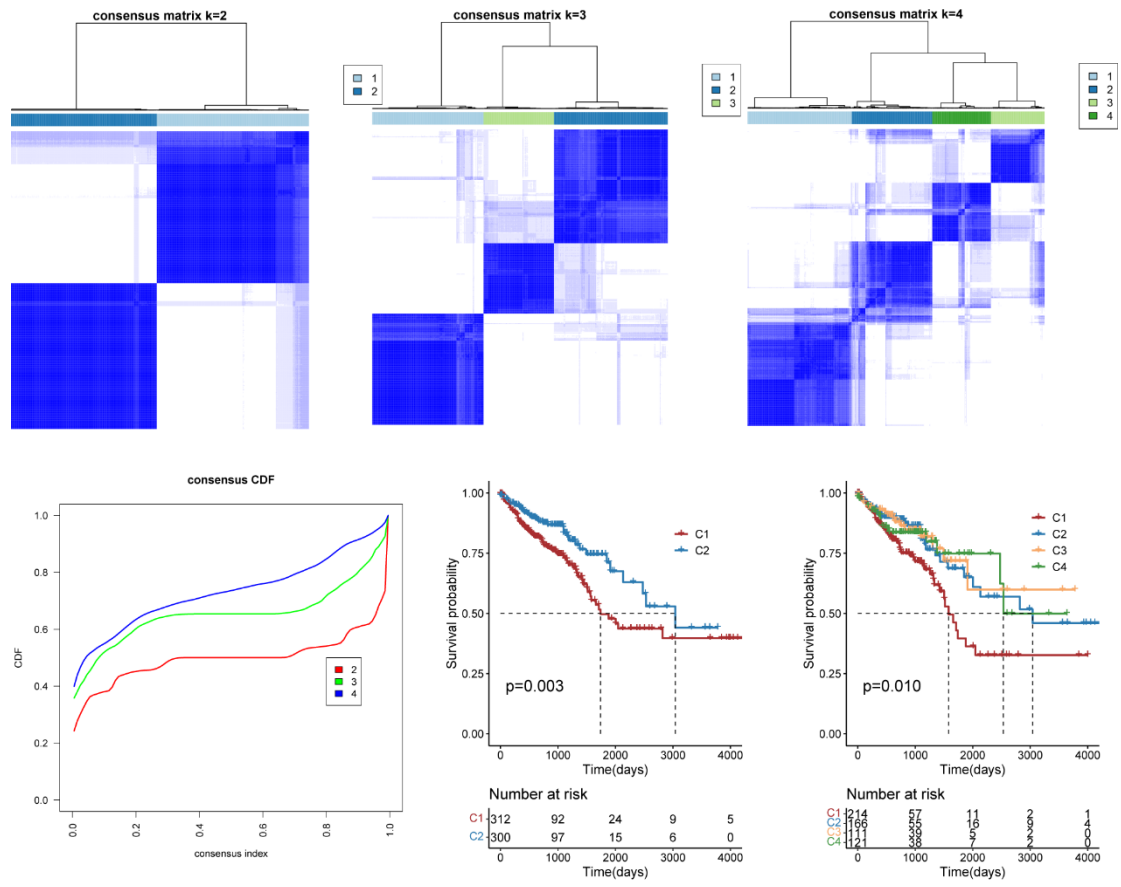 consensus matrix k=2
1
2
consensus matrix k=3
1
2
3
consensus matrix k=4
1
2
3
4
consensus CDF
CDF
1.0
0.8
0.6
0.4
0.2
0.0
2
3
4
0.0 0.2 0.4 0.6 0.8 1.0
consensus index
Survival probability
1.00
0.75
0.50
0.25
0.00
C1
C2
p=0.003
0 1000 2000 3000 4000
Time(days)
Number at risk
C1 312 92 24 9 5
C2 300 97 15 6 0
0 1000 2000 3000 4000
Time(days)
Survival probability
1.00
0.75
0.50
0.25
0.00
C1
C2
C3
C4
p=0.010
0 1000 2000 3000 4000
Time(days)
Number at risk
C1 214 57 11 2 1
C2 166 55 16 9 4
C3 111 39 5 2 0
C4 121 38 7 2 0
0 1000 2000 3000 4000
Time(days)